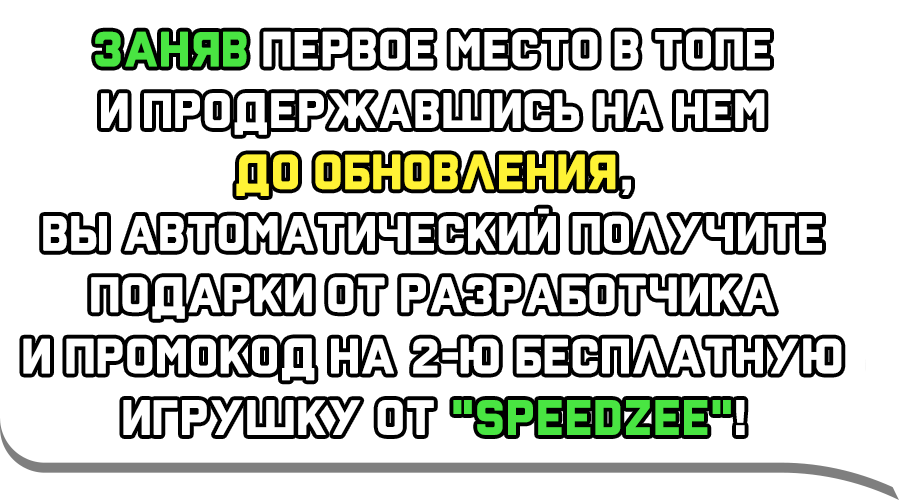 ЗАНЯВ ПЕРВОЕ МЕСТО В ТОПЕ
И ПРОДЕРЖАВШИСЬ НА НЕМ
ДО ОБНОВЛЕНИЯ,
ВЫ АВТОМАТИЧЕСКИЙ ПОЛУЧИТЕ
ПОДАРКИ ОТ РАЗРАБОТЧИКА
И ПРОМОКОД НА 2-Ю БЕСПЛАТНУЮ
ИГРУШКУ ОТ "SPEEDZEE"!